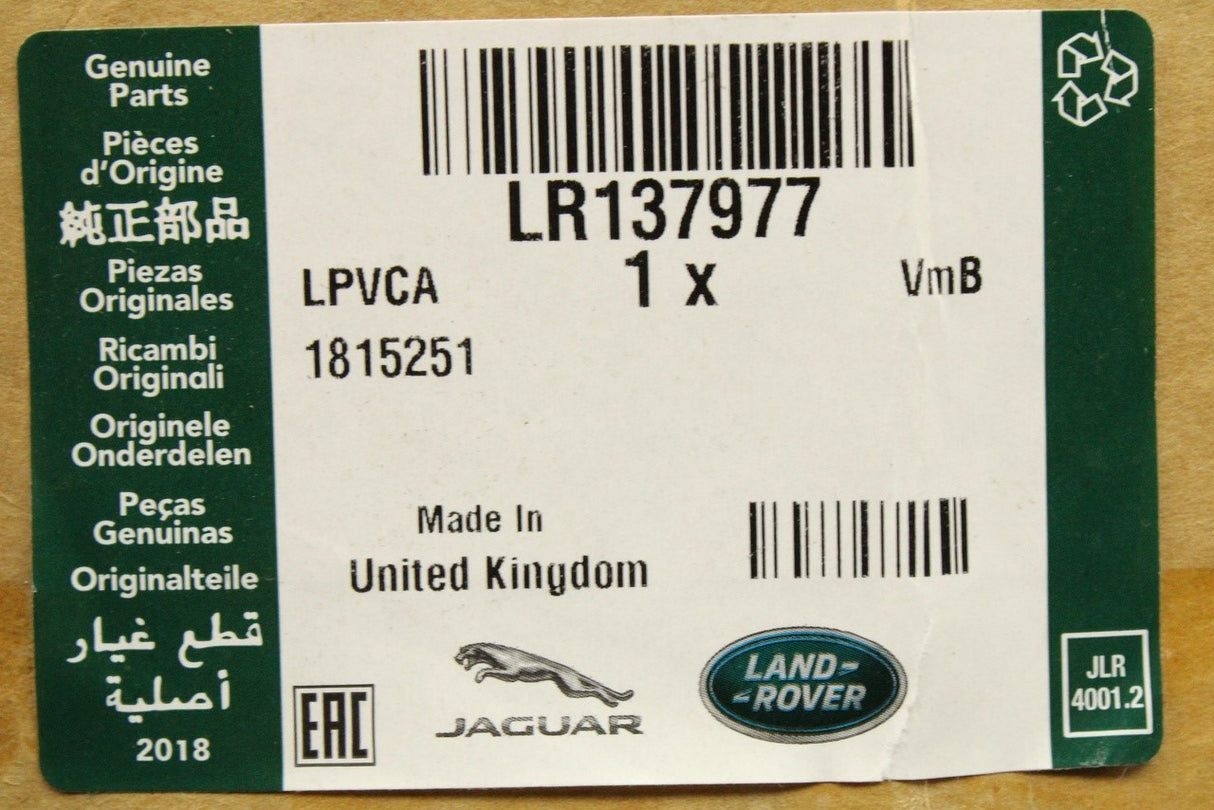 Genuine
Parts
Pièces
d'Origine
純正部品
Piezas
Originales
Ricambi
Originali
Originele
Onderdelen
Peças
Genuinas
Originalteile
قطع غيار
أصلية
2018
LR137977
LPVCA
1 x
VmB
1815251
Made In
United Kingdom
EAC
JAGUAR
LAND-
-ROVER
JLR
4001.2